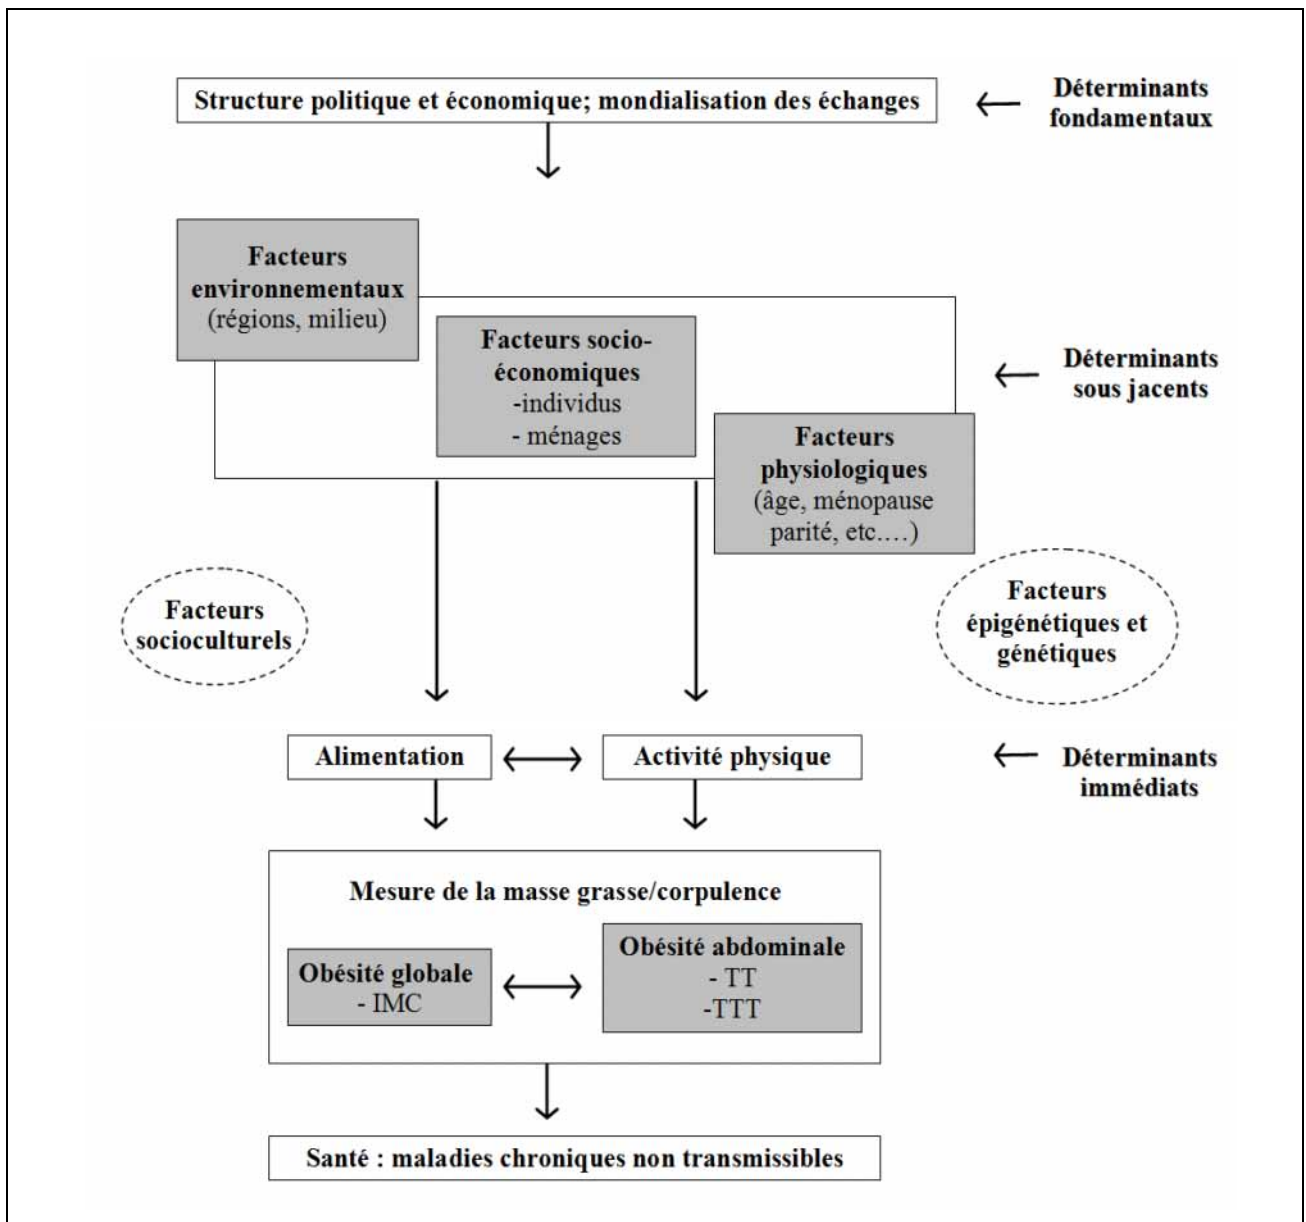 Structure politique et économique; mondialisation des échanges
Déterminants
fondamentaux
Facteurs
environnementaux
(régions, milieu)
Facteurs socio-
économiques
-individus
- ménages
Déterminants
sous jacents
Facteurs
physiologiques
(âge, ménopause
parité, etc.…)
Facteurs
socioculturels
Facteurs
épigénétiques et
génétiques
Alimentation
Activité physique
Déterminants
immédiats
Mesure de la masse grasse/corpulence
Obésité globale
- IMC
Obésité abdominale
- TT
-TTT
Santé : maladies chroniques non transmissibles